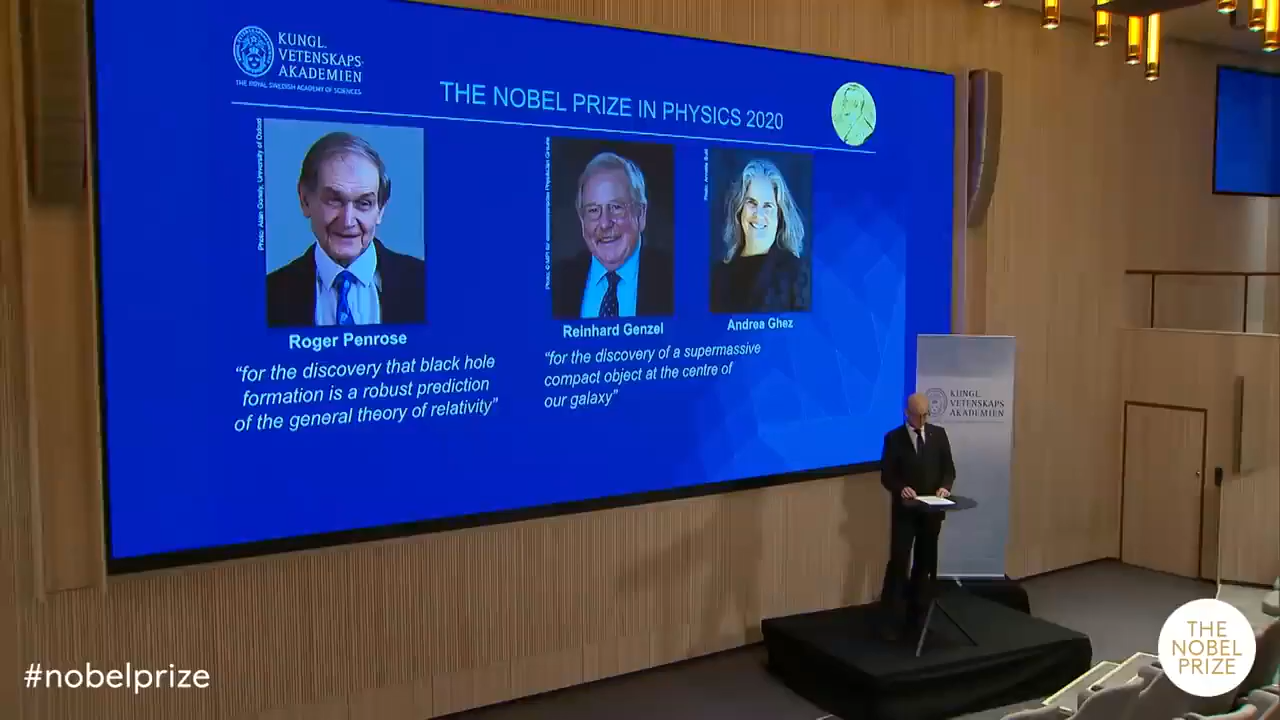 KUNGL.
VETENSKAPS-
AKADEMIEN
THE ROYAL SWEDISH ACADEMY OF SCIENCES
THE NOBEL PRIZE IN PHYSICS 2020
Roger Penrose
"for the discovery that black hole
formation is a robust prediction
of the general theory of relativity"
Reinhard Genzel
Andrea Ghez
"for the discovery of a supermassive
compact object at the centre of
our galaxy"
KUNGL.
VETENSKAPS
AKADEMIEN
#nobelprize
THE
NOBEL
PRIZE